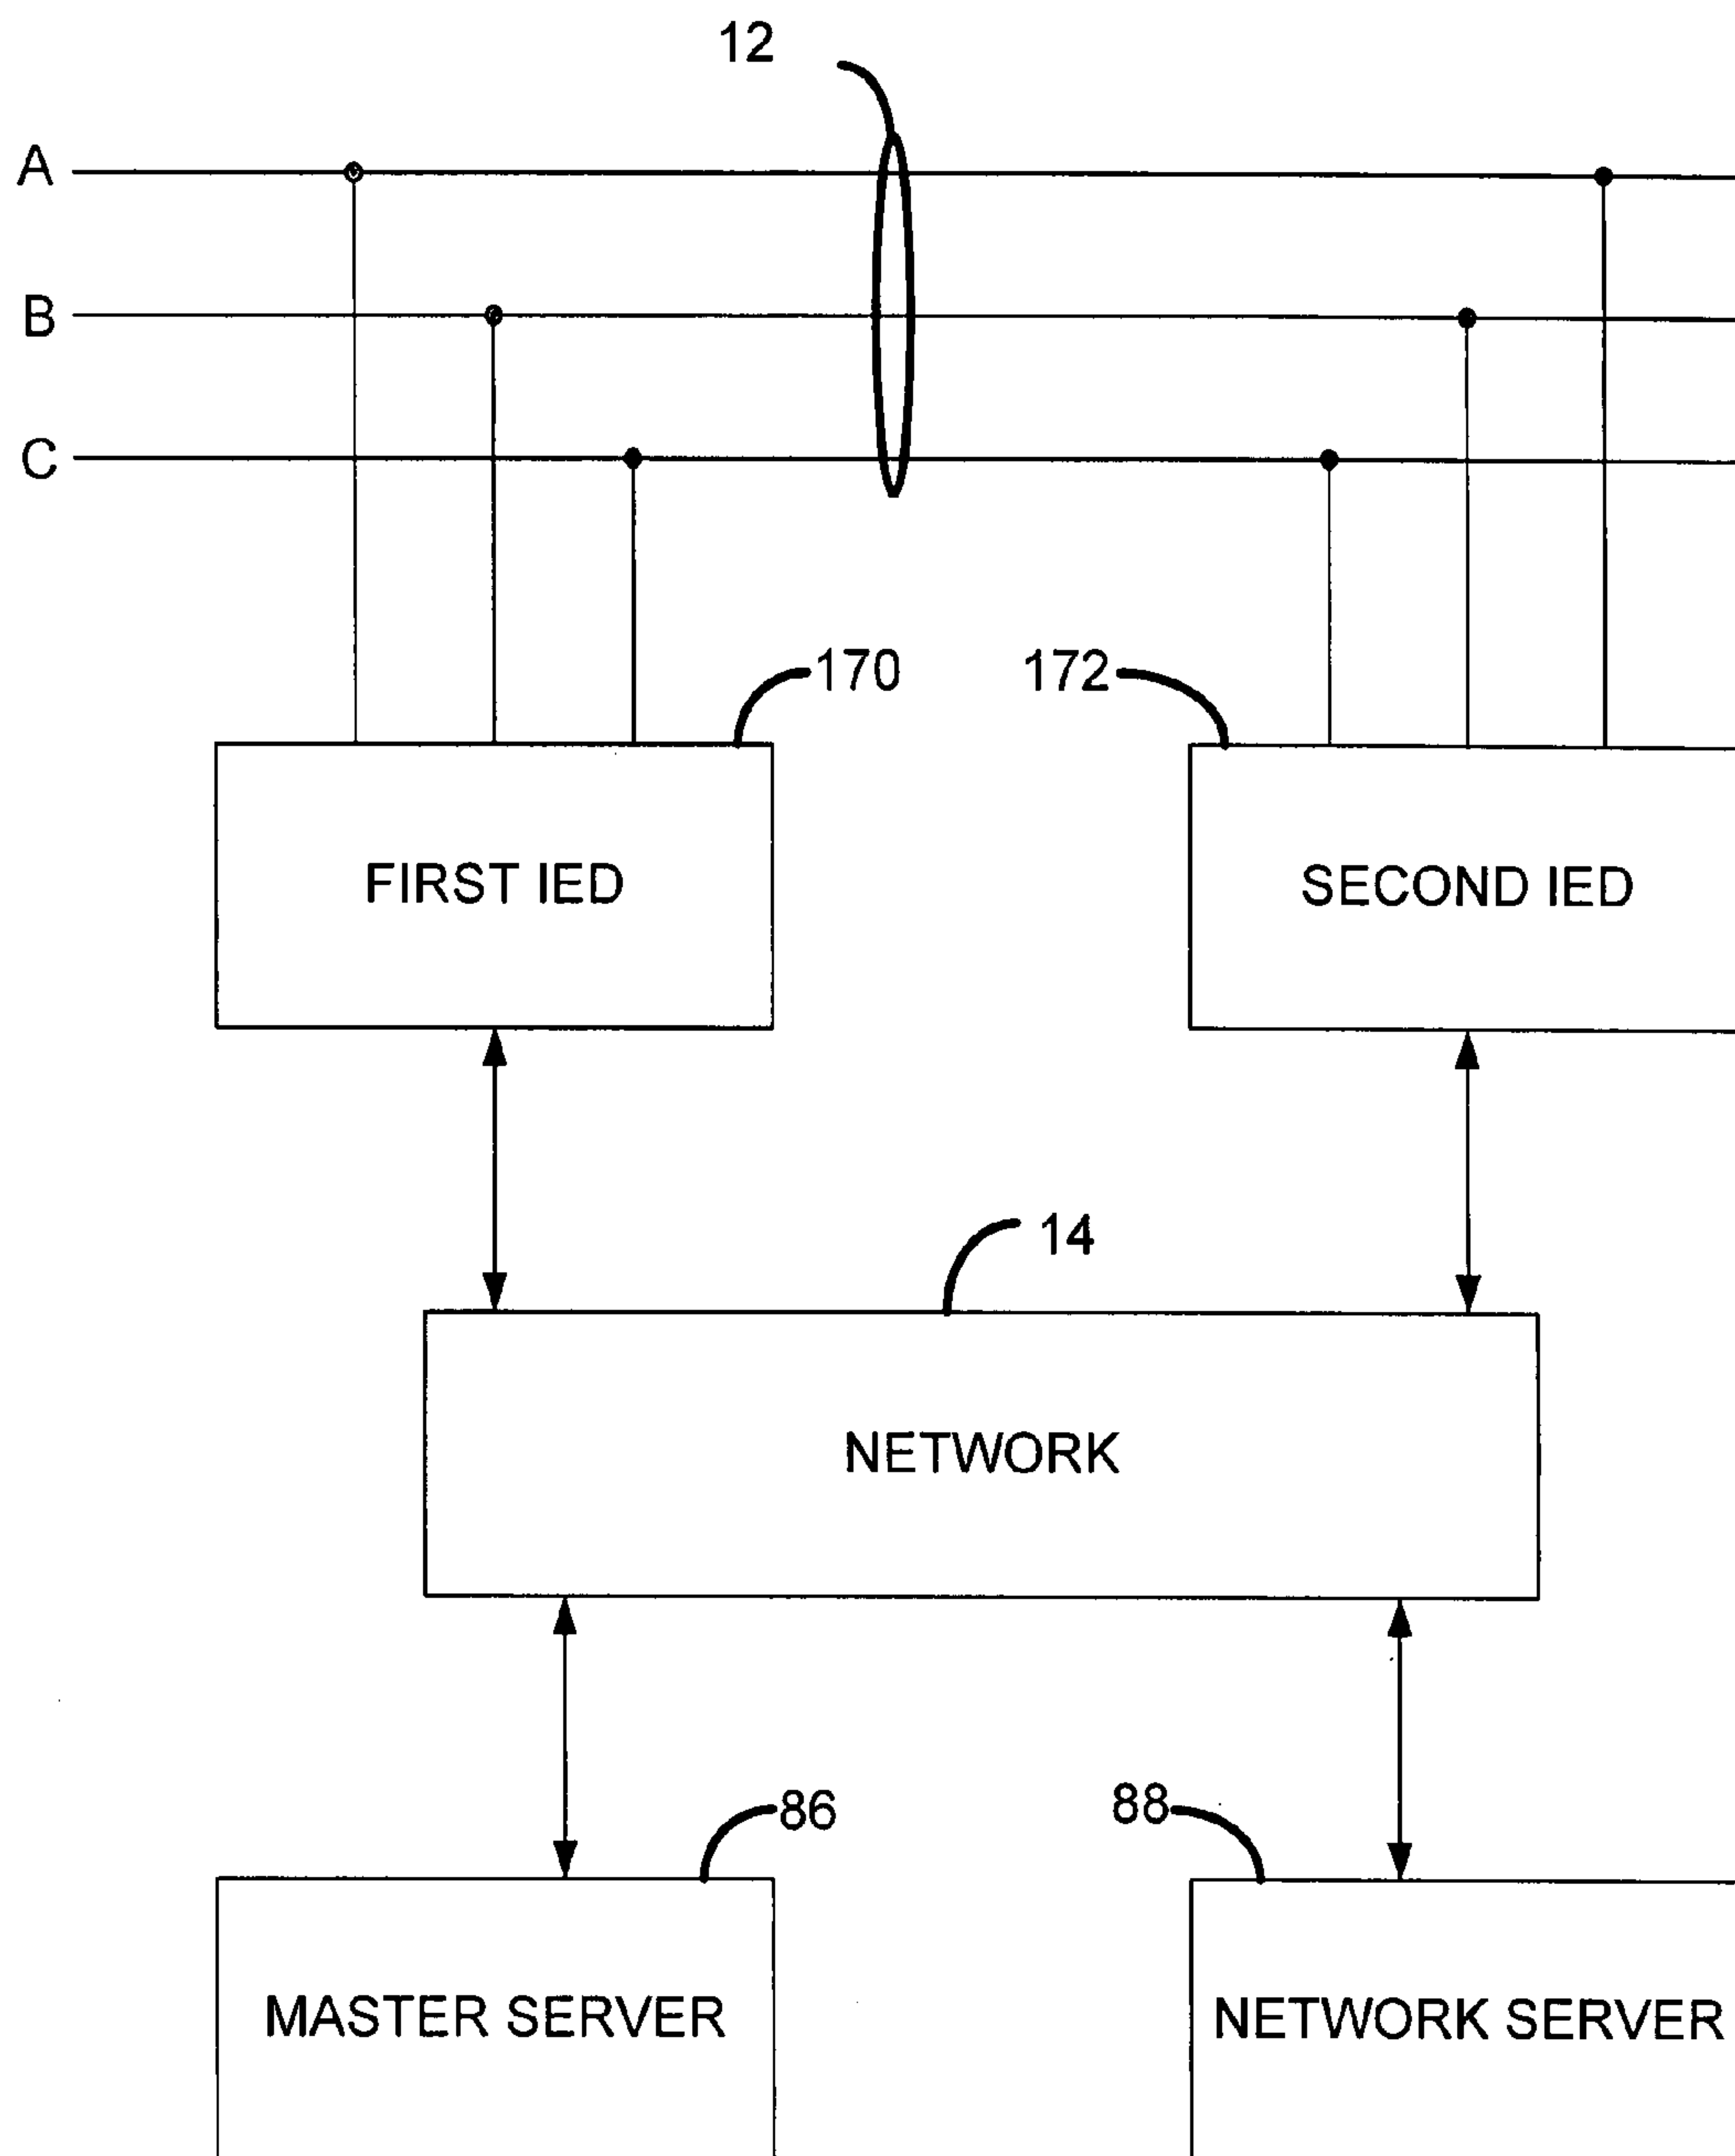 12
A
B
C
170 172
FIRST IED SECOND IED
14
NETWORK
86 88
MASTER SERVER NETWORK SERVER